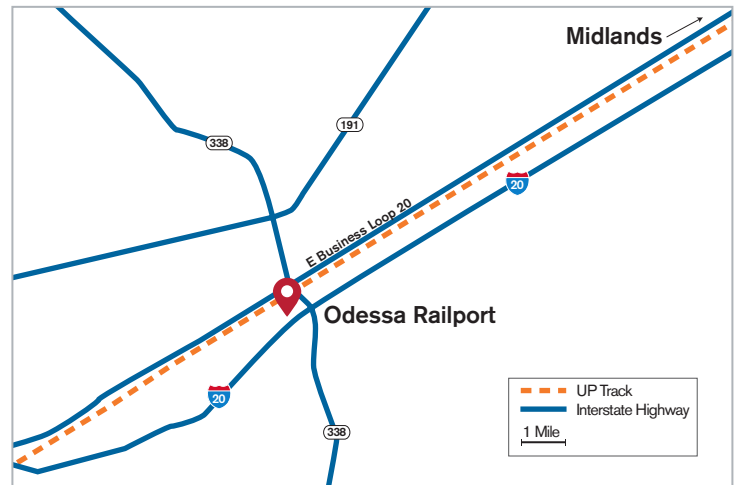 Midlands
191
338
20
E Business Loop 20
Odessa Railport
20
338
UP Track
Interstate Highway
1 Mile